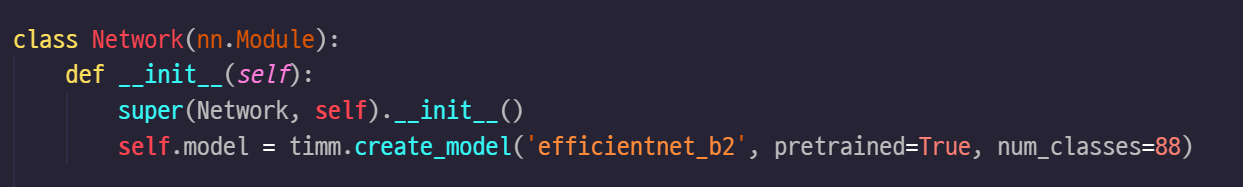 class Network(nn.Module):
    def __init__(self):
        super(Network, self).__init__()
        self.model = timm.create_model('efficientnet_b2', pretrained=True, num_classes=88)